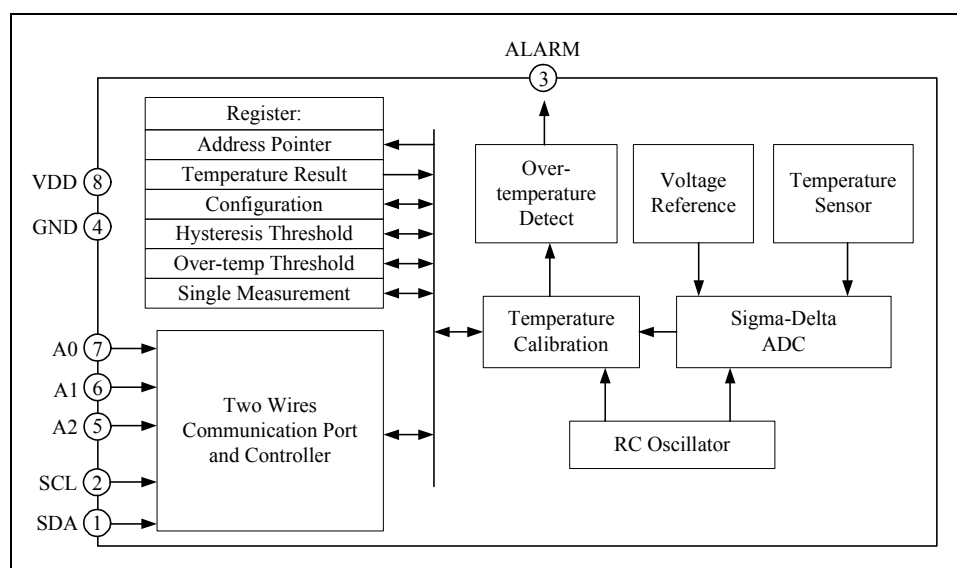 ALARM
3
Register:
Address Pointer
Temperature Result
Configuration
Hysteresis Threshold
Over-temp Threshold
Single Measurement
VDD 8
GND 4
Over-
temperature
Detect
Voltage
Reference
Temperature
Sensor
Temperature
Calibration
Sigma-Delta
ADC
RC Oscillator
A0 7
A1 6
A2 5
SCL 2
SDA 1
Two Wires
Communication Port
and Controller